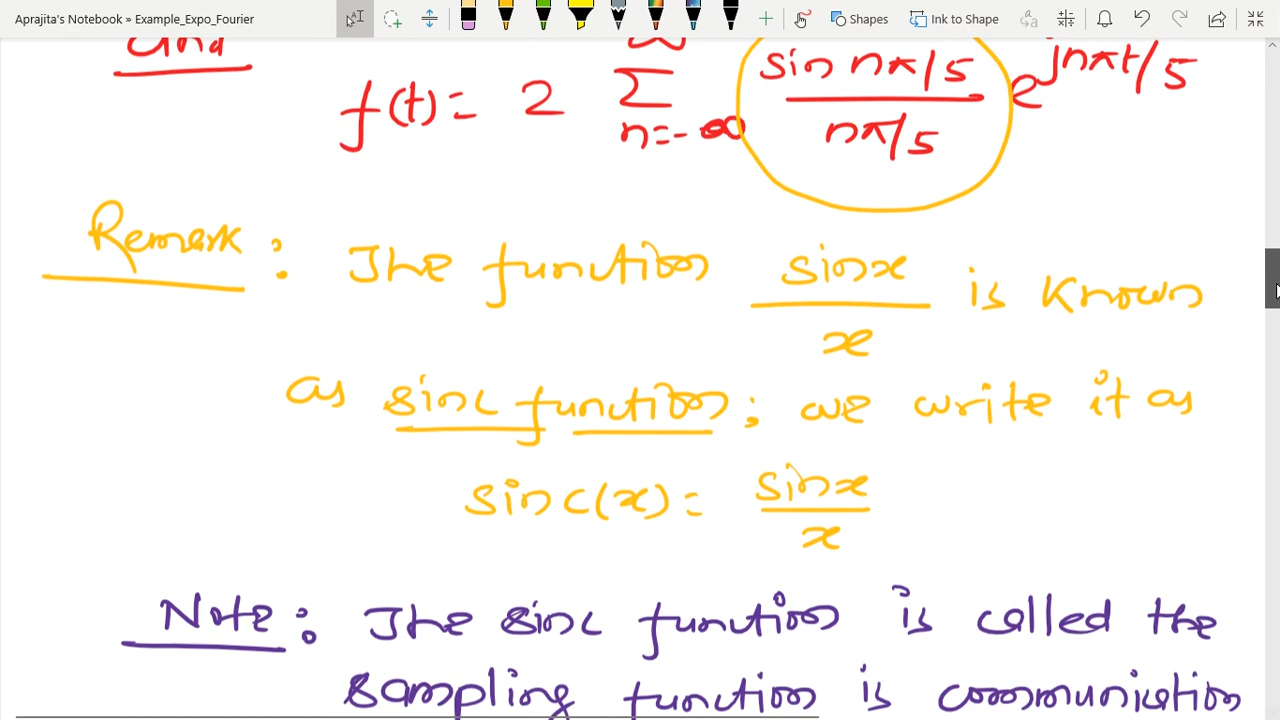 Aprajita's Notebook » Example_Expo_Fourier
Shapes
Ink to Shape
and
f(t) = 2 ∑ n=-∞ ∞ (sin nπ/5)/(nπ/5) e^jnπt/5
Remark : The function sinx/x is known
as sinc function ; we write it as
sinc(x) = sinx/x
Note : The sinc function is called the
sampling function is communication